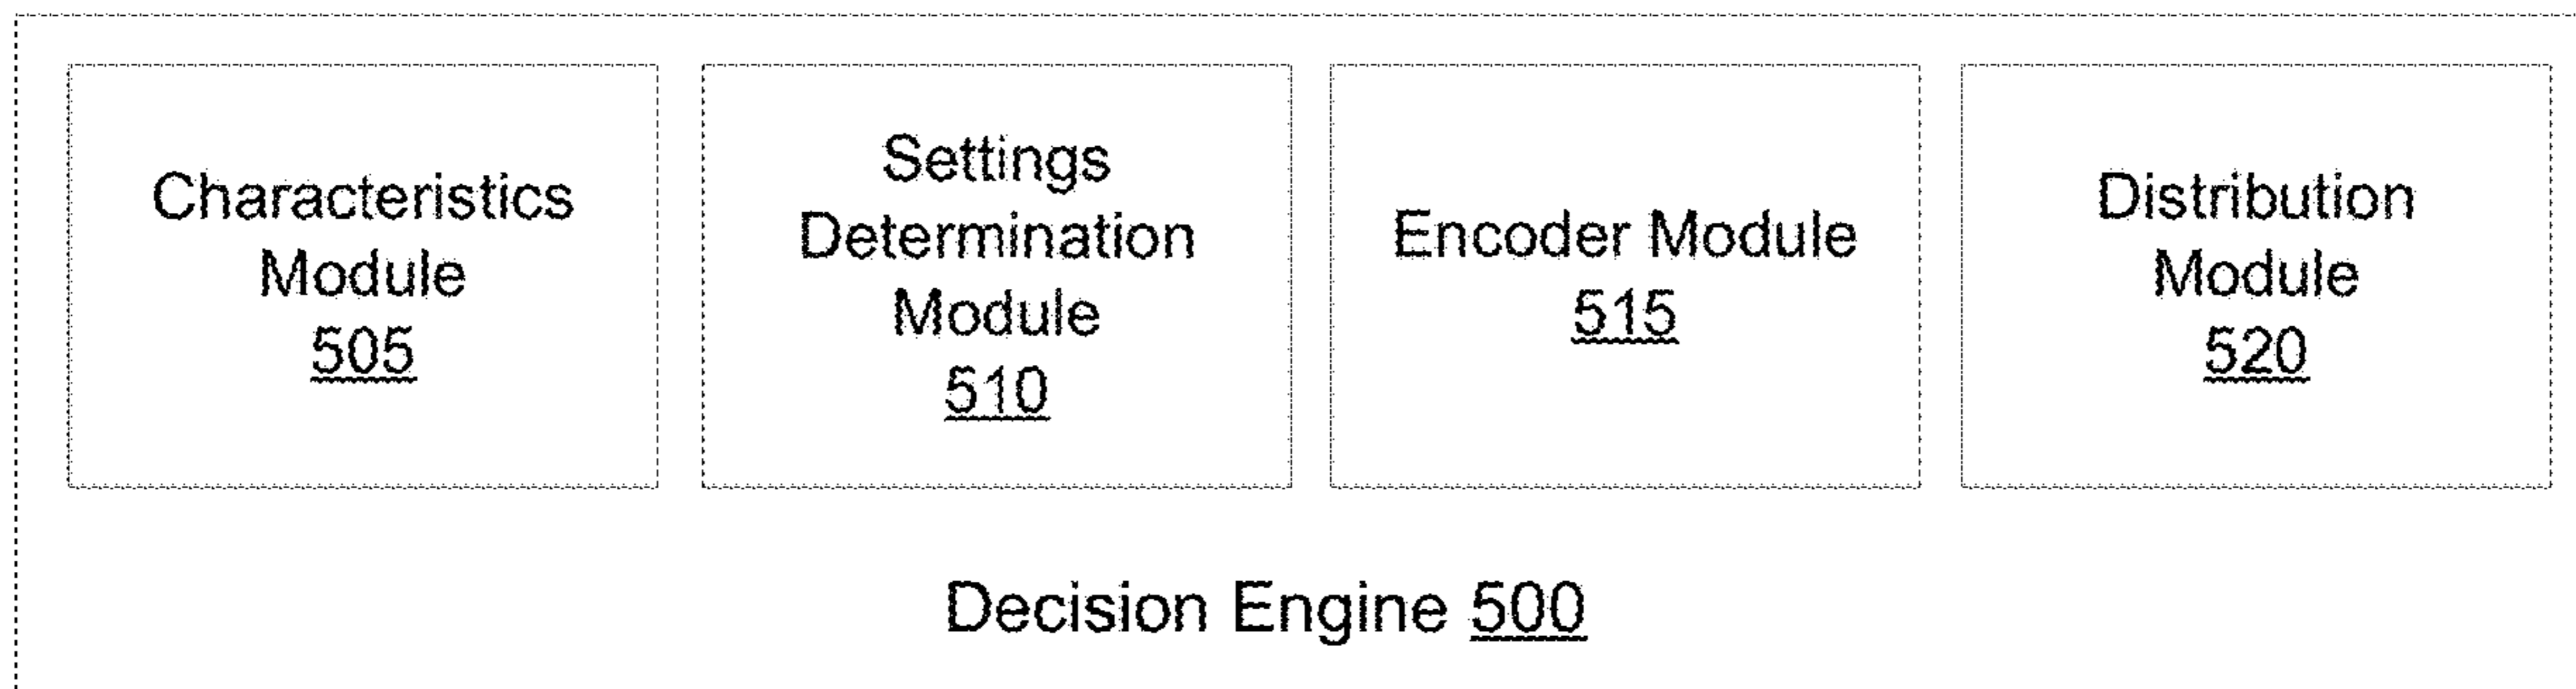 Characteristics
Module
505
Settings
Determination
Module
510
Encoder Module
515
Distribution
Module
520
Decision Engine 500